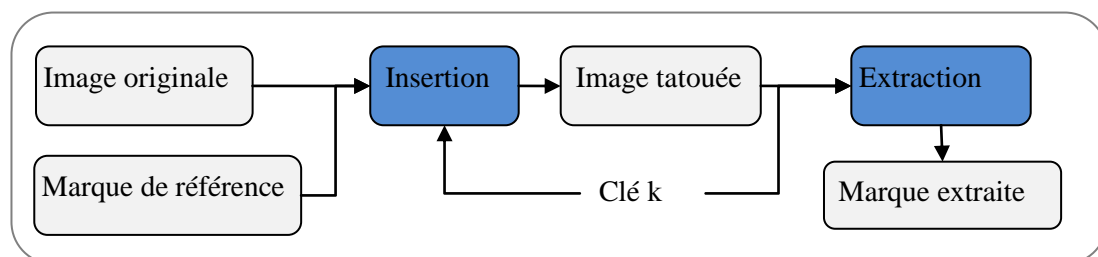 Image originale
Insertion
Image tatouée
Extraction
Marque de référence
Clé k
Marque extraite